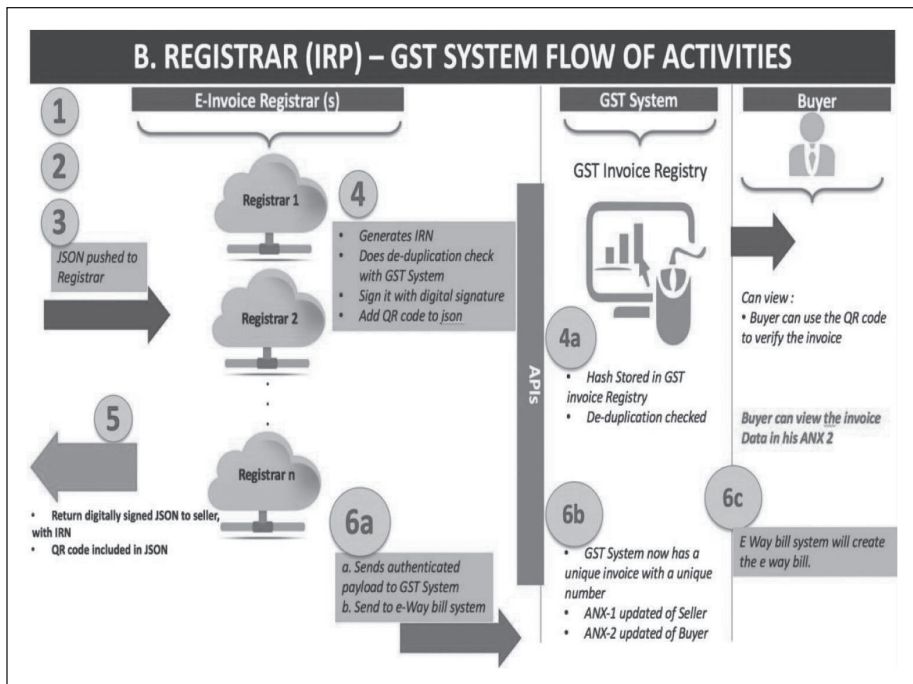 B. REGISTRAR (IRP) – GST SYSTEM FLOW OF ACTIVITIES
E-Invoice Registrar (s)
GST System
Buyer
1
2
3
JSON pushed to
Registrar
Registrar 1
Registrar 2
.
.
.
.
Registrar n
4
• Generates IRN
• Does de-duplication check
with GST System
• Sign it with digital signature
• Add QR code to json
5
• Return digitally signed JSON to seller,
with IRN
• QR code included in JSON
6a
a. Sends authenticated
payload to GST System
b. Send to e-Way bill system
APIs
GST Invoice Registry
4a
• Hash Stored in GST
invoice Registry
• De-duplication checked
6b
• GST System now has a
unique invoice with a unique
number
• ANX-1 updated of Seller
• ANX-2 updated of Buyer
Can view :
• Buyer can use the QR code
to verify the invoice
Buyer can view the invoice
Data in his ANX 2
6c
E Way bill system will create
the e way bill.